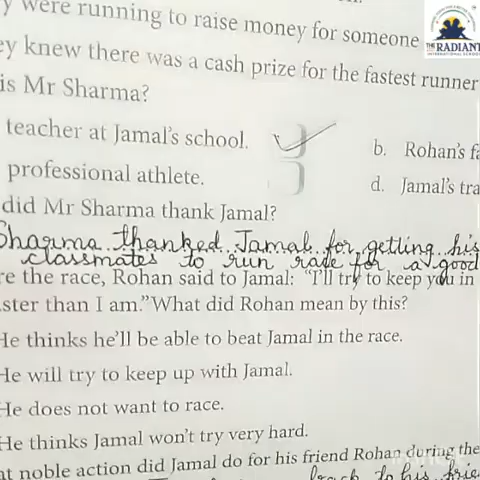 y were running to raise money for someone
ey knew there was a cash prize for the fastest runner
is Mr Sharma?
teacher at Jamal's school.
b. Rohan's fa
professional athlete.
d. Jamal's tra
did Mr Sharma thank Jamal?
Sharma thanked Jamal for getting his
classmates to run race for a good
re the race, Rohan said to Jamal: "I'll try to keep you in
ster than I am."What did Rohan mean by this?
He thinks he'll be able to beat Jamal in the race.
He will try to keep up with Jamal.
He does not want to race.
He thinks Jamal won't try very hard.
at noble action did Jamal do for his friend Rohan during the
back to his frie
THE RADIANT
INTERNATIONAL SCHOOL